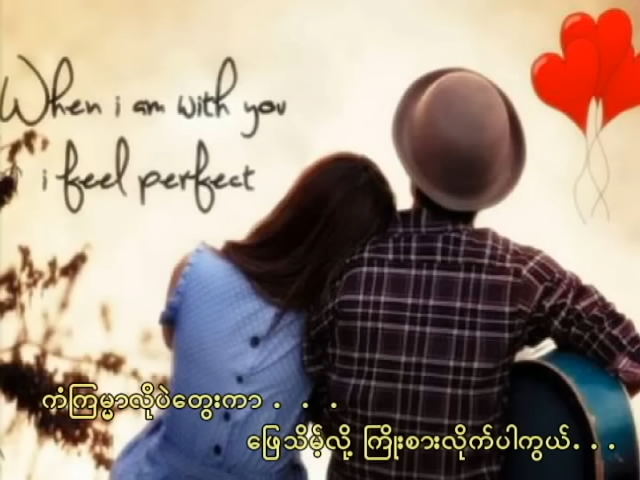 When i am with you
i feel perfect
ကံကြမ္မာလိုပဲတွေးကာ . . .
ဖြေသိမ့်လို့ ကြိုးစားလိုက်ပါကွယ်. . .